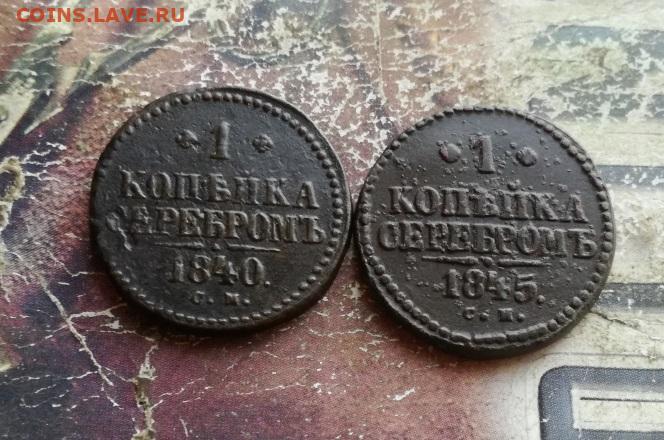 COINS.LAVE.RU
1
КОПѢЙКА
СЕРЕБРОМЪ
1840.
С. М.
1
КОПѢЙКА
СЕРЕБРОМЪ
1845.
С. М.